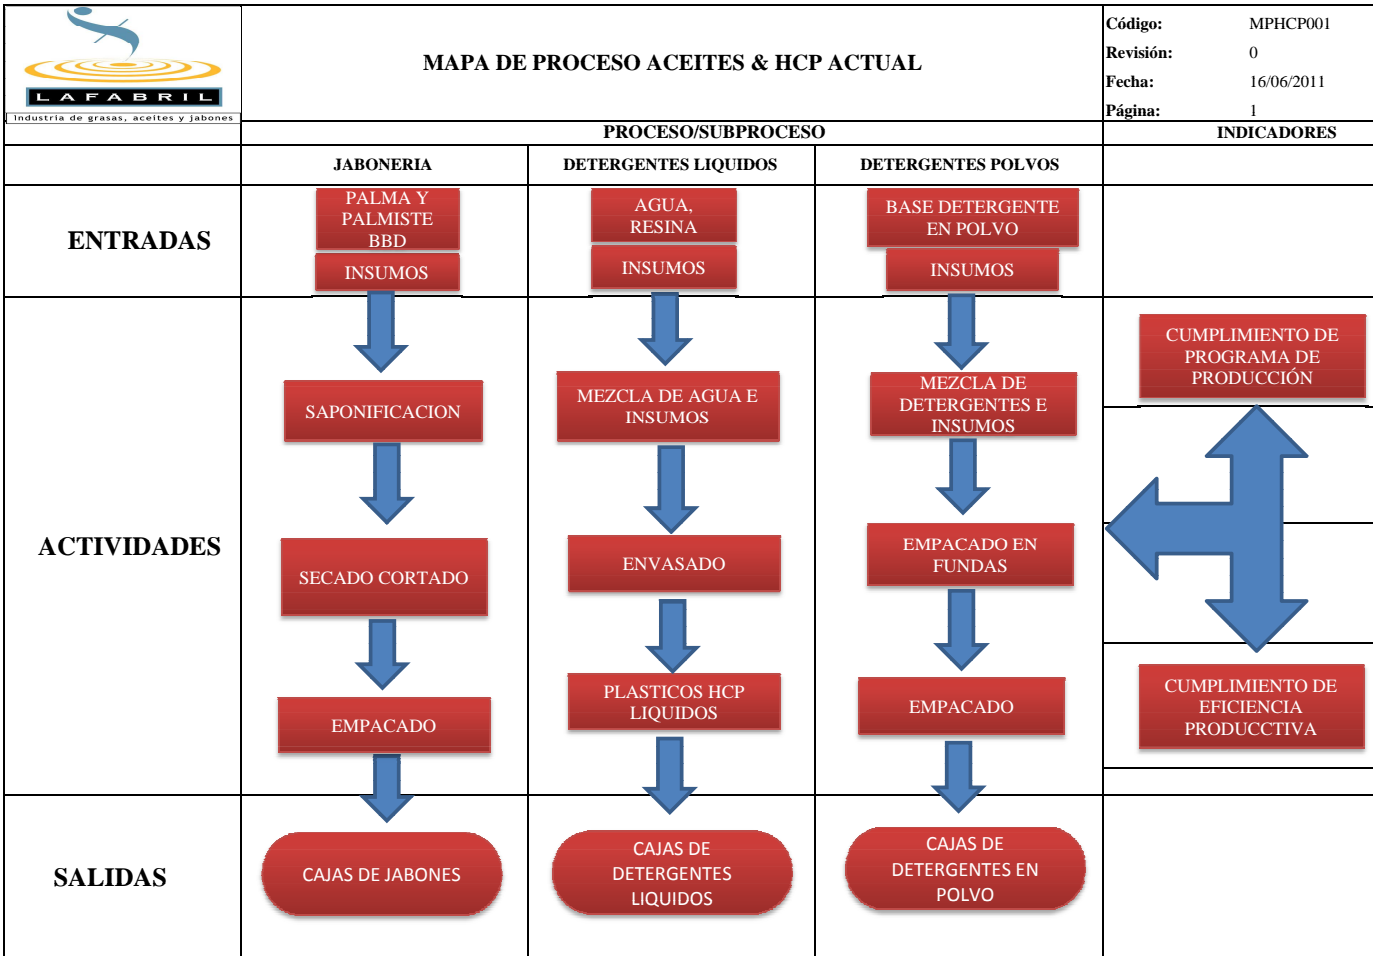 LAFABRIL
Industria de grasas, aceites y jabones
MAPA DE PROCESO ACEITES & HCP ACTUAL
Código: MPHCP001
Revisión: 0
Fecha: 16/06/2011
Página: 1
PROCESO/SUBPROCESO
INDICADORES
JABONERIA
DETERGENTES LIQUIDOS
DETERGENTES POLVOS
ENTRADAS
PALMA Y
PALMISTE
BBD
INSUMOS
AGUA,
RESINA
INSUMOS
BASE DETERGENTE
EN POLVO
INSUMOS
ACTIVIDADES
SAPONIFICACION
SECADO CORTADO
EMPACADO
MEZCLA DE AGUA E
INSUMOS
ENVASADO
PLASTICOS HCP
LIQUIDOS
MEZCLA DE
DETERGENTES E
INSUMOS
EMPACADO EN
FUNDAS
EMPACADO
CUMPLIMIENTO DE
PROGRAMA DE
PRODUCCIÓN
CUMPLIMIENTO DE
EFICIENCIA
PRODUCCTIVA
SALIDAS
CAJAS DE JABONES
CAJAS DE
DETERGENTES
LIQUIDOS
CAJAS DE
DETERGENTES EN
POLVO